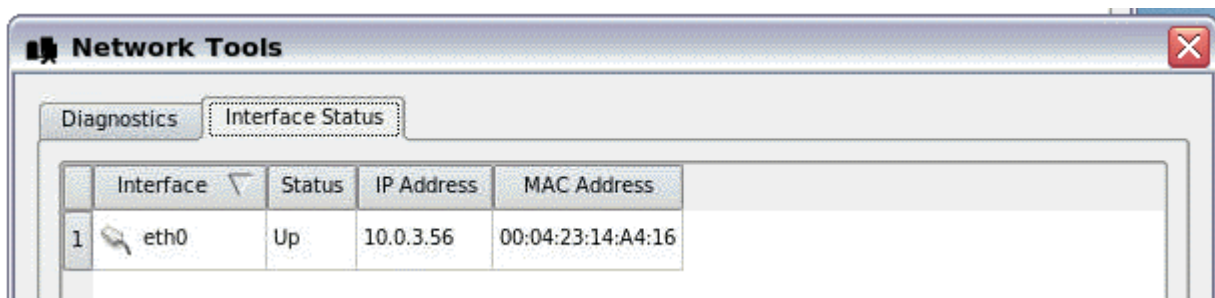 Network Tools
Diagnostics Interface Status
Interface Status IP Address MAC Address
1 eth0 Up 10.0.3.56 00:04:23:14:A4:16